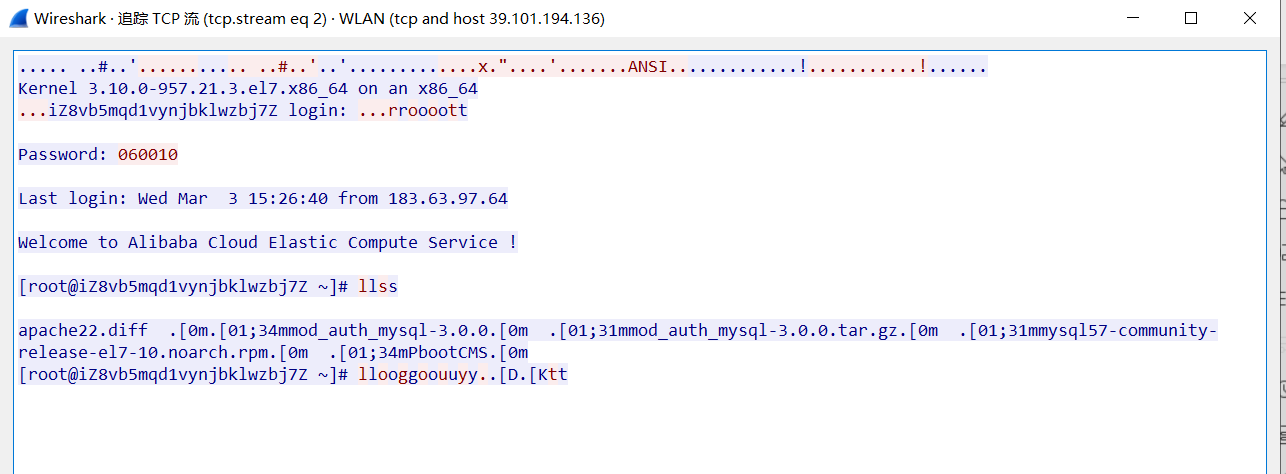 Wireshark · 追踪 TCP 流 (tcp.stream eq 2) · WLAN (tcp and host 39.101.194.136)
..... ..#..'........... ..#..'..'.............x."....'.......ANSI.............!...........!......
Kernel 3.10.0-957.21.3.el7.x86_64 on an x86_64
...iZ8vb5mqd1vynjbklwzbj7Z login: ...rroooott
Password: 060010
Last login: Wed Mar  3 15:26:40 from 183.63.97.64
Welcome to Alibaba Cloud Elastic Compute Service !
[root@iZ8vb5mqd1vynjbklwzbj7Z ~]# llss
apache22.diff  .[0m.[01;34mmod_auth_mysql-3.0.0.[0m  .[01;31mmod_auth_mysql-3.0.0.tar.gz.[0m  .[01;31mmysql57-community-
release-el7-10.noarch.rpm.[0m  .[01;34mPbootCMS.[0m
[root@iZ8vb5mqd1vynjbklwzbj7Z ~]# llooggoouuyy..[D.[Ktt